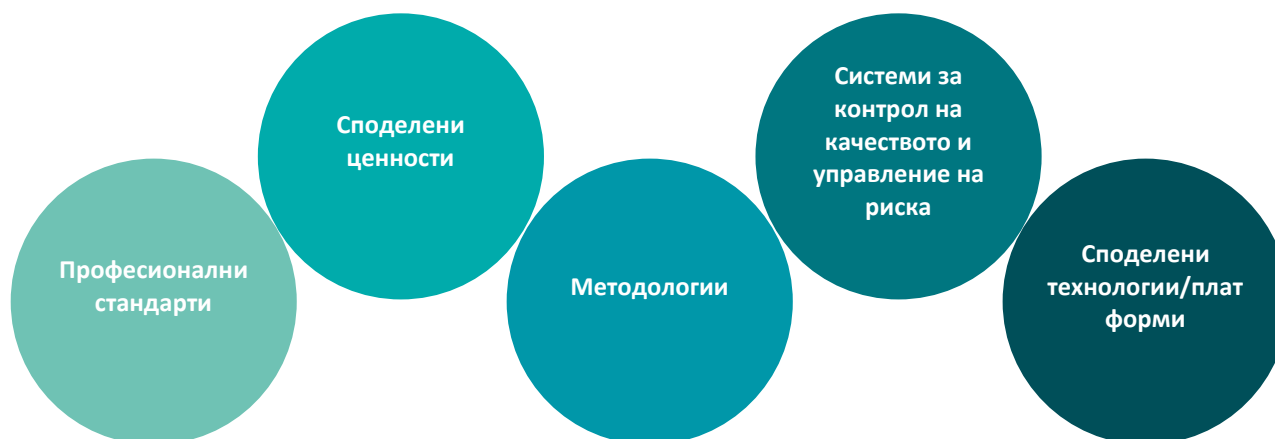 Професионални
стандарти
Споделени
ценности
Методологии
Системи за
контрол на
качеството и
управление на
риска
Споделени
технологии/плат
форми